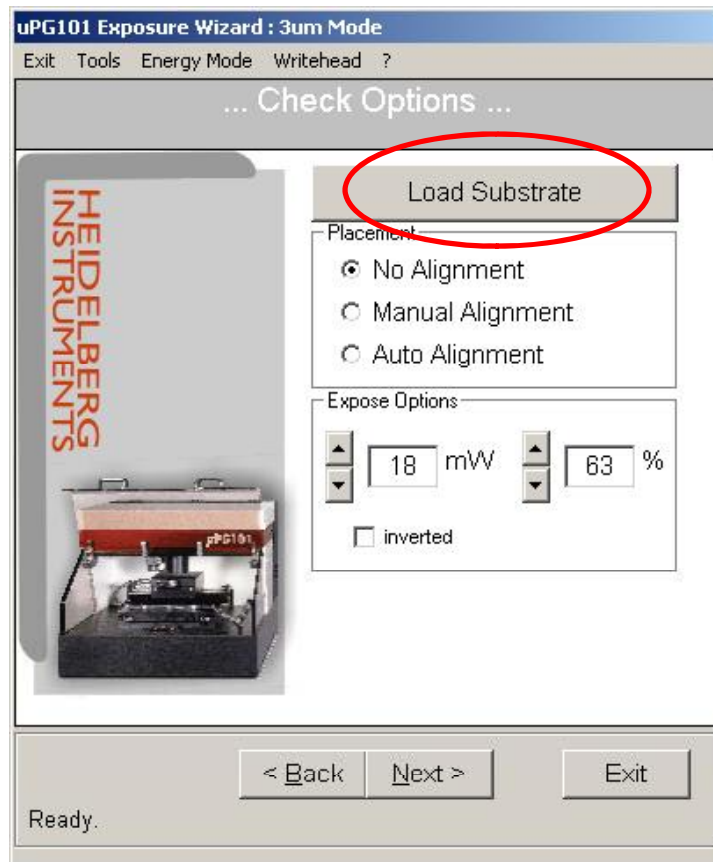 uPG101 Exposure Wizard : 3um Mode
Exit Tools Energy Mode Writehead ?
... Check Options ...
HEIDELBERG
INSTRUMENTS
µPG101
Load Substrate
Placement
No Alignment
Manual Alignment
Auto Alignment
Expose Options
18 mW 63 %
inverted
< Back Next > Exit
Ready.